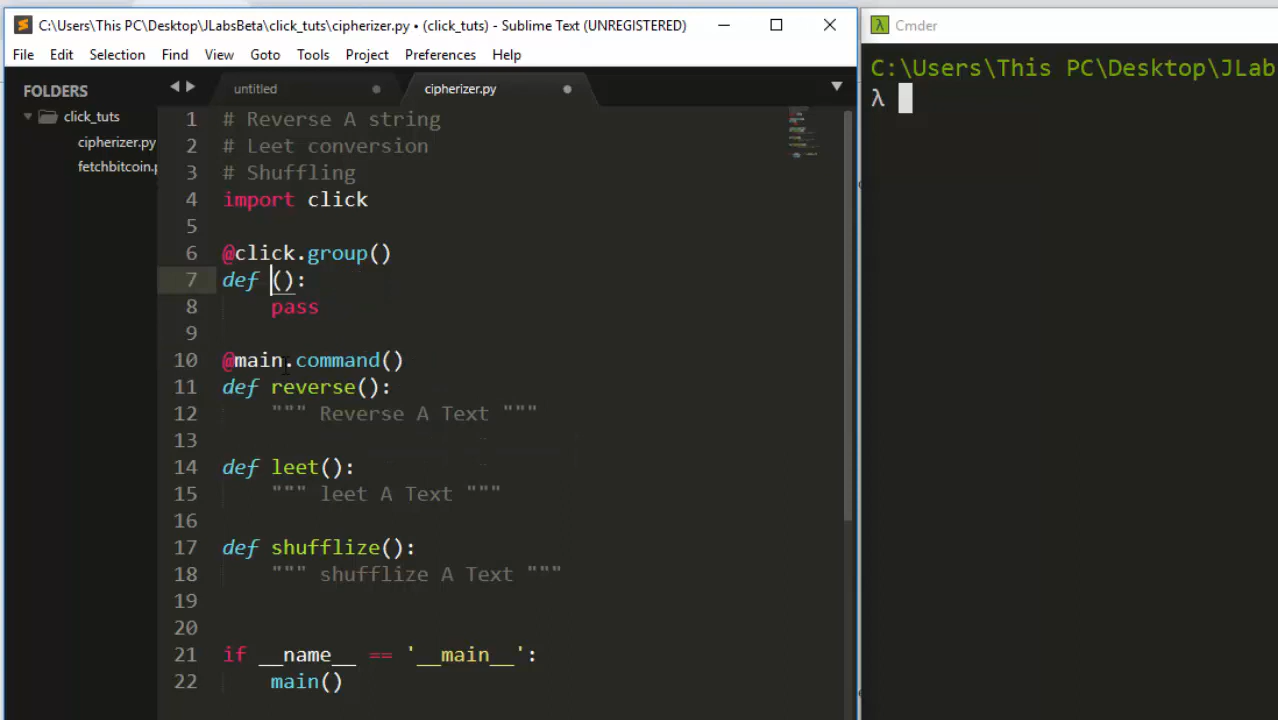 C:\Users\This PC\Desktop\JLabsBeta\click_tuts\cipherizer.py • (click_tuts) - Sublime Text (UNREGISTERED)
File Edit Selection Find View Goto Tools Project Preferences Help
FOLDERS
click_tuts
cipherizer.py
fetchbitcoin.p
untitled
cipherizer.py
1 # Reverse A string
2 # Leet conversion
3 # Shuffling
4 import click
5
6 @click.group()
7 def ():
8 pass
9
10 @main.command()
11 def reverse():
12 """ Reverse A Text """
13
14 def leet():
15 """ leet A Text """
16
17 def shufflize():
18 """ shufflize A Text """
19
20
21 if __name__ == '__main__':
22 main()
Cmder
C:\Users\This PC\Desktop\JLab
λ